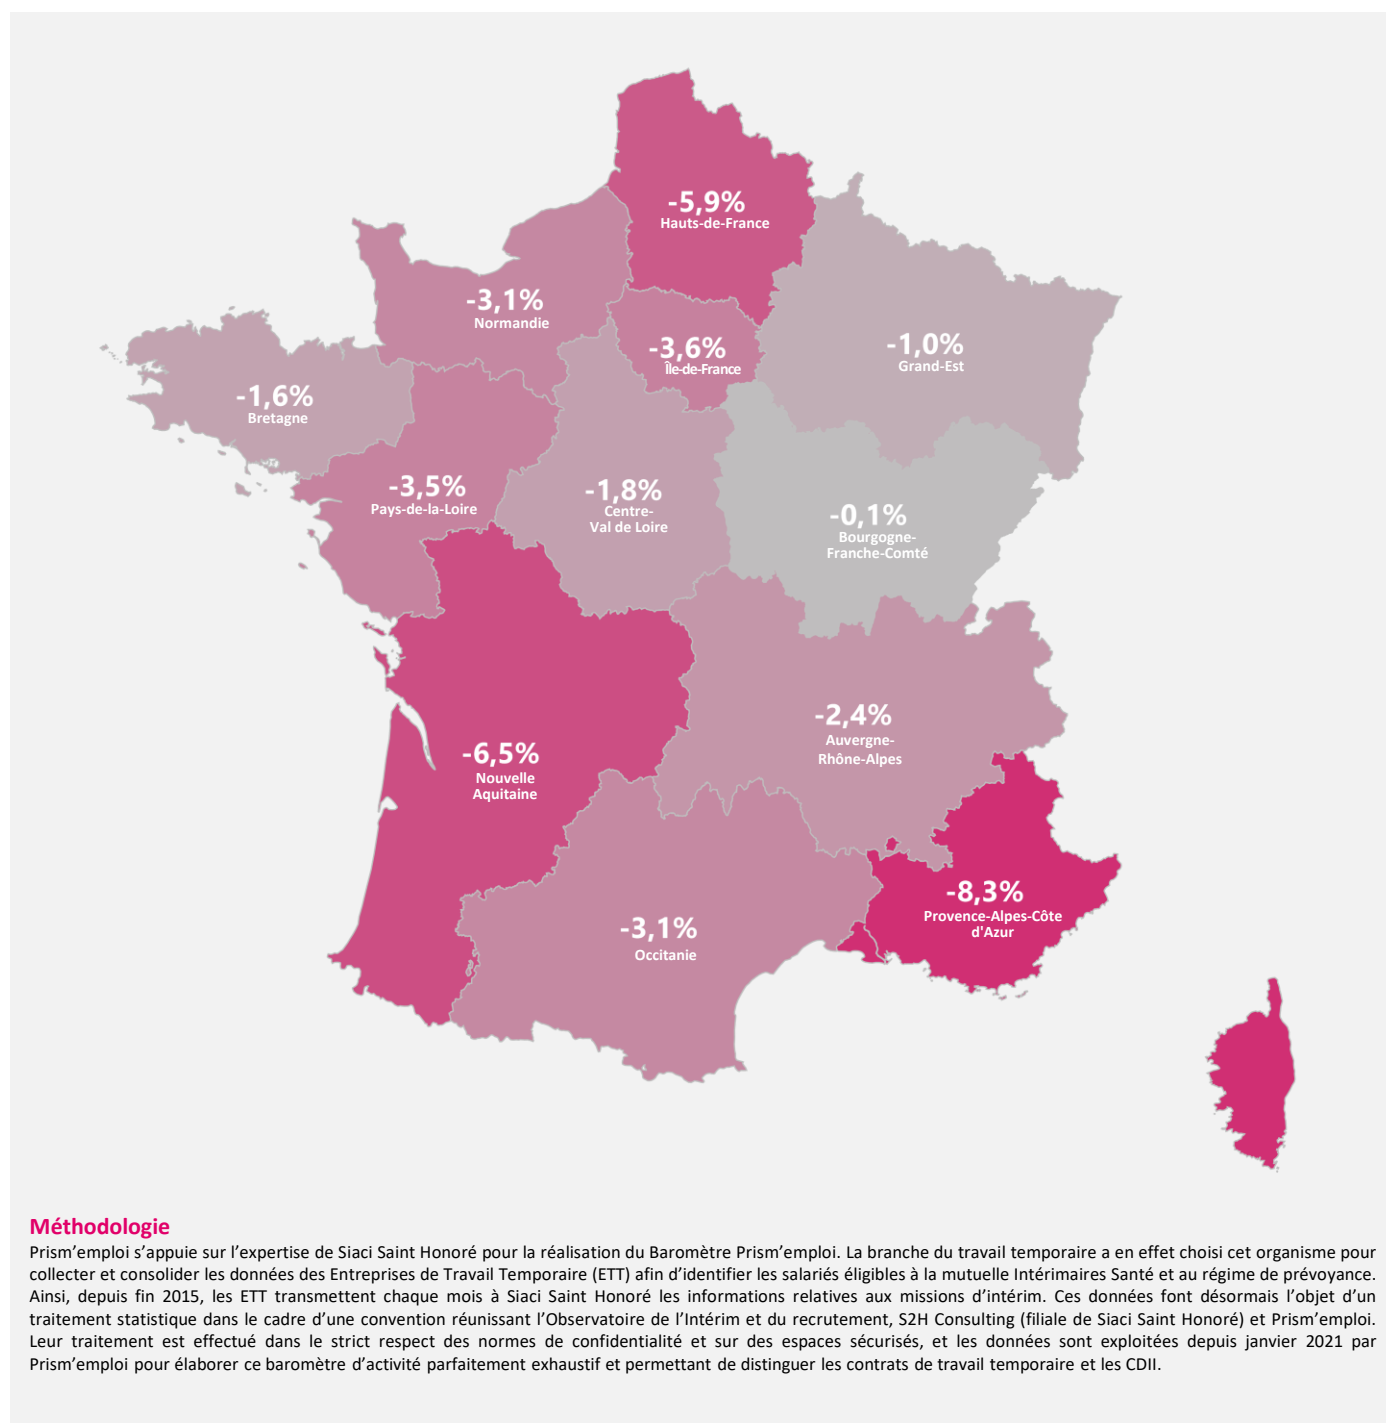 -5,9%
Hauts-de-France
-3,1%
Normandie
-3,6%
Île-de-France
-1,0%
Grand-Est
-1,6%
Bretagne
-3,5%
Pays-de-la-Loire
-1,8%
Centre-
Val de Loire
-0,1%
Bourgogne-
Franche-Comté
-2,4%
Auvergne-
Rhône-Alpes
-6,5%
Nouvelle
Aquitaine
-8,3%
Provence-Alpes-Côte
d'Azur
-3,1%
Occitanie
Méthodologie
Prism’emploi s’appuie sur l’expertise de Siaci Saint Honoré pour la réalisation du Baromètre Prism’emploi. La branche du travail temporaire a en effet choisi cet organisme pour
collecter et consolider les données des Entreprises de Travail Temporaire (ETT) afin d’identifier les salariés éligibles à la mutuelle Intérimaires Santé et au régime de prévoyance.
Ainsi, depuis fin 2015, les ETT transmettent chaque mois à Siaci Saint Honoré les informations relatives aux missions d’intérim. Ces données font désormais l’objet d’un
traitement statistique dans le cadre d’une convention réunissant l’Observatoire de l’Intérim et du recrutement, S2H Consulting (filiale de Siaci Saint Honoré) et Prism’emploi.
Leur traitement est effectué dans le strict respect des normes de confidentialité et sur des espaces sécurisés, et les données sont exploitées depuis janvier 2021 par
Prism’emploi pour élaborer ce baromètre d’activité parfaitement exhaustif et permettant de distinguer les contrats de travail temporaire et les CDII.